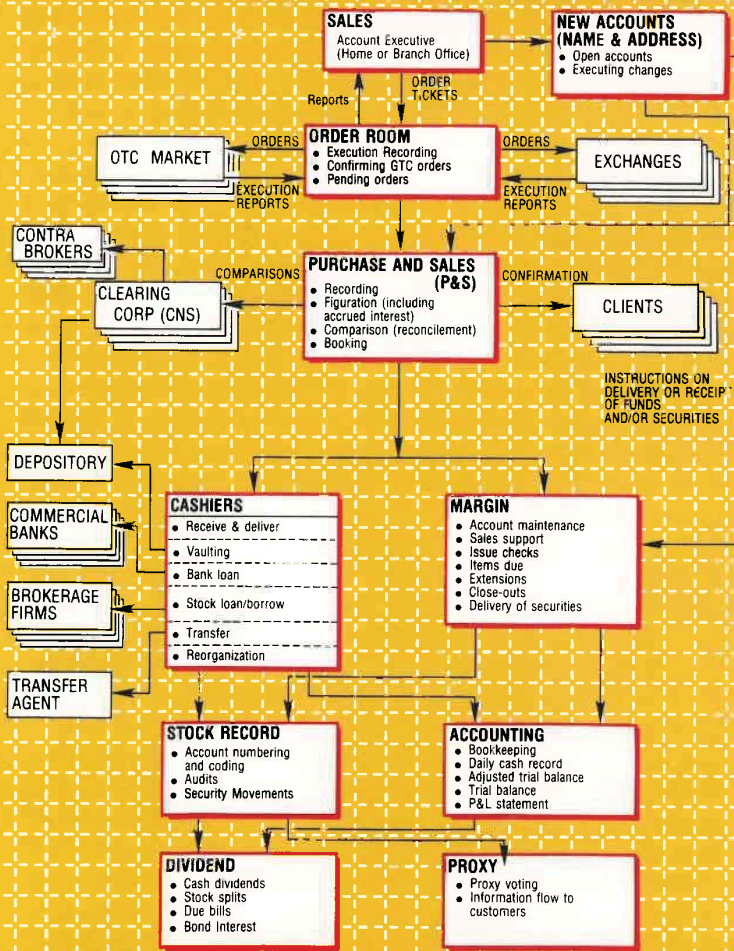 SALES
Account Executive
(Home or Branch Office)
NEW ACCOUNTS
(NAME & ADDRESS)
• Open accounts
• Executing changes
Reports
ORDER
TICKETS
ORDER ROOM
• Execution Recording
• Confirming GTC orders
• Pending orders
ORDERS
EXECUTION
REPORTS
OTC MARKET
ORDERS
EXECUTION
REPORTS
EXCHANGES
CONTRA
BROKERS
CLEARING
CORP (CNS)
COMPARISONS
PURCHASE AND SALES
(P&S)
• Recording
• Figuration (including
accrued interest)
• Comparison (reconcilement)
• Booking
CONFIRMATION
CLIENTS
INSTRUCTIONS ON
DELIVERY OR RECEIPT
OF FUNDS
AND/OR SECURITIES
DEPOSITORY
COMMERCIAL
BANKS
BROKERAGE
FIRMS
TRANSFER
AGENT
CASHIERS
• Receive & deliver
• Vaulting
• Bank loan
• Stock loan/borrow
• Transfer
• Reorganization
MARGIN
• Account maintenance
• Sales support
• Issue checks
• Items due
• Extensions
• Close-outs
• Delivery of securities
STOCK RECORD
• Account numbering
and coding
• Audits
• Security Movements
ACCOUNTING
• Bookkeeping
• Daily cash record
• Adjusted trial balance
• Trial balance
• P&L statement
DIVIDEND
• Cash dividends
• Stock splits
• Due bills
• Bond Interest
PROXY
• Proxy voting
• Information flow to
customers